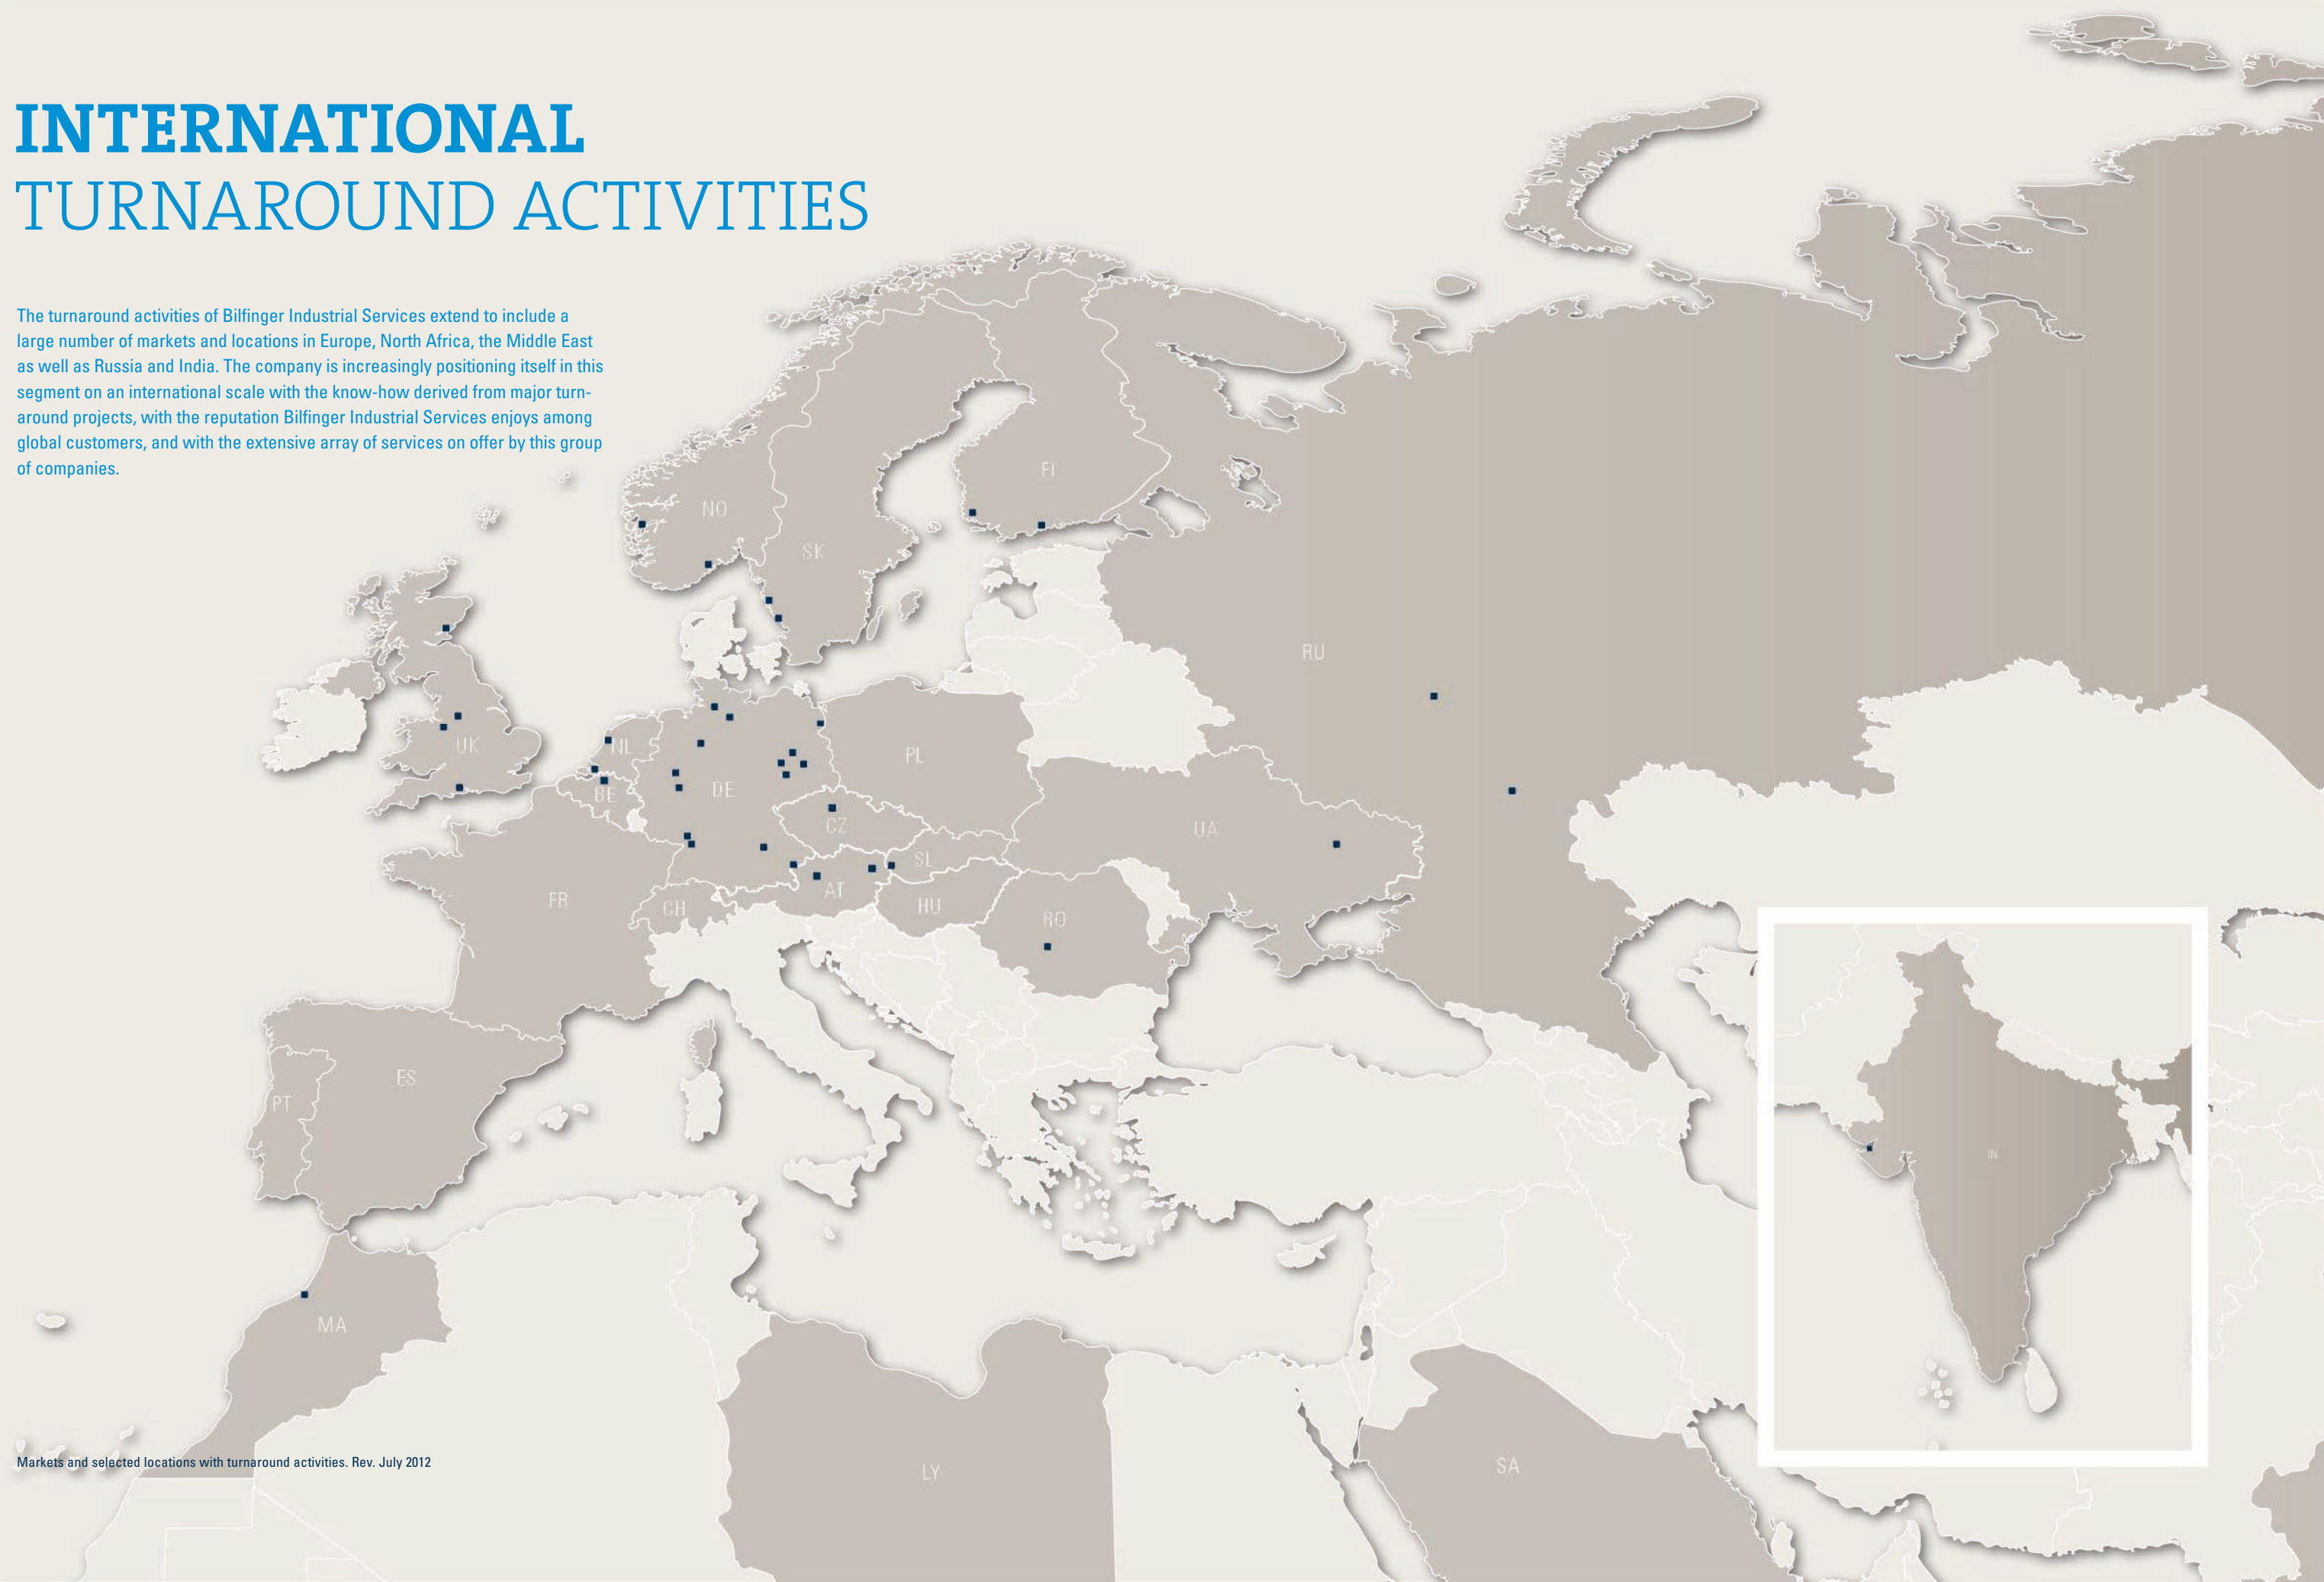 INTERNATIONAL
TURNAROUND ACTIVITIES
The turnaround activities of Bilfinger Industrial Services extend to include a
large number of markets and locations in Europe, North Africa, the Middle East
as well as Russia and India. The company is increasingly positioning itself in this
segment on an international scale with the know-how derived from major turn-
around projects, with the reputation Bilfinger Industrial Services enjoys among
global customers, and with the extensive array of services on offer by this group
of companies.
FI
NO
SK
RU
UK
NL
PL
DE
BE
CZ
UA
SL
AT
FR
CH
HU
RO
ES
PT
IN
MA
LY
SA
Markets and selected locations with turnaround activities. Rev. July 2012